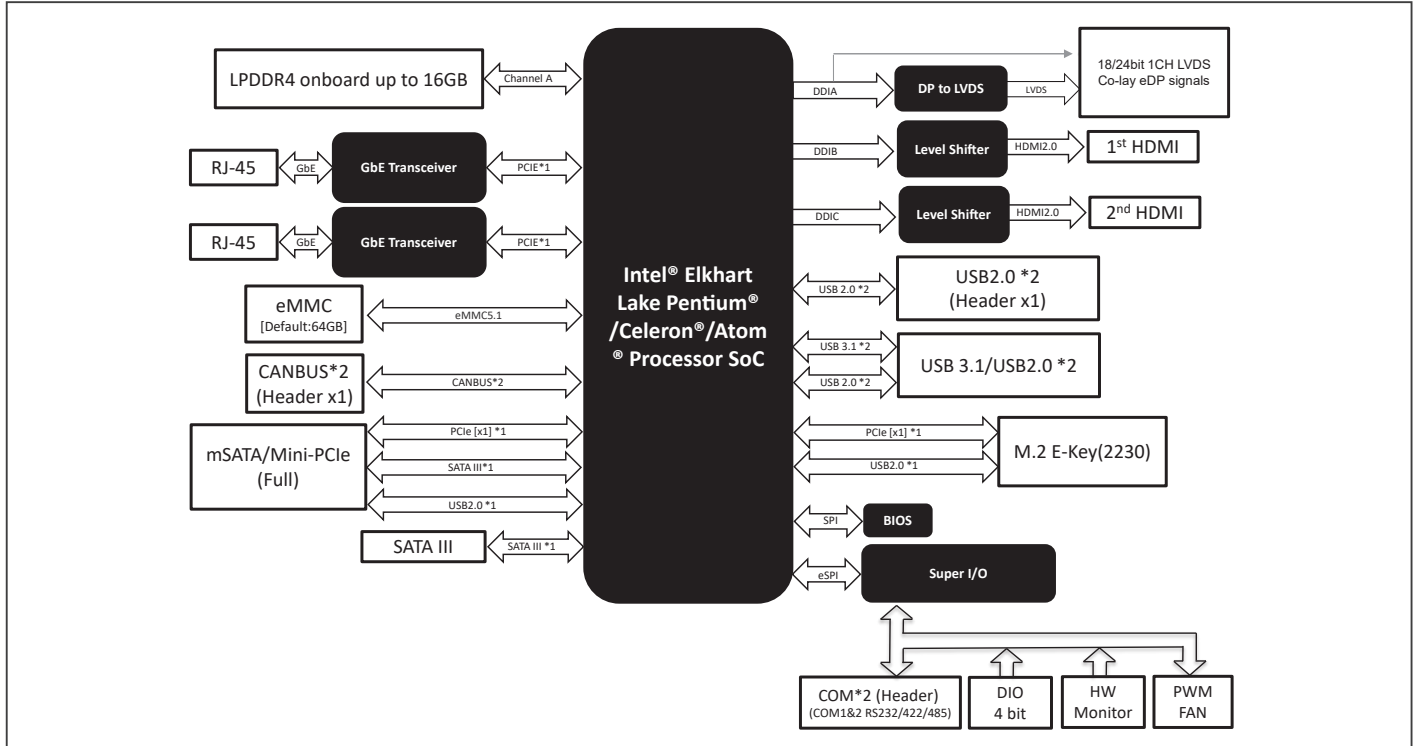 LPDDR4 onboard up to 16GB
Channel A
RJ-45
GbE
GbE Transceiver
PCIE*1
RJ-45
GbE
GbE Transceiver
PCIE*1
eMMC
[Default:64GB]
eMMC5.1
CANBUS*2
(Header x1)
CANBUS*2
mSATA/Mini-PCIe
(Full)
PCIe [x1] *1
SATA III*1
USB2.0 *1
SATA III
SATA III *1
Intel® Elkhart
Lake Pentium®
/Celeron®/Atom
® Processor SoC
DDIA
DP to LVDS
LVDS
18/24bit 1CH LVDS
Co-lay eDP signals
DDIB
Level Shifter
HDMI2.0
1st HDMI
DDIC
Level Shifter
HDMI2.0
2nd HDMI
USB 2.0 *2
USB2.0 *2
(Header x1)
USB 3.1 *2
USB 2.0 *2
USB 3.1/USB2.0 *2
PCIe [x1] *1
USB2.0 *1
M.2 E-Key(2230)
SPI
BIOS
eSPI
Super I/O
COM*2 (Header)
(COM1&2 RS232/422/485)
DIO
4 bit
HW
Monitor
PWM
FAN